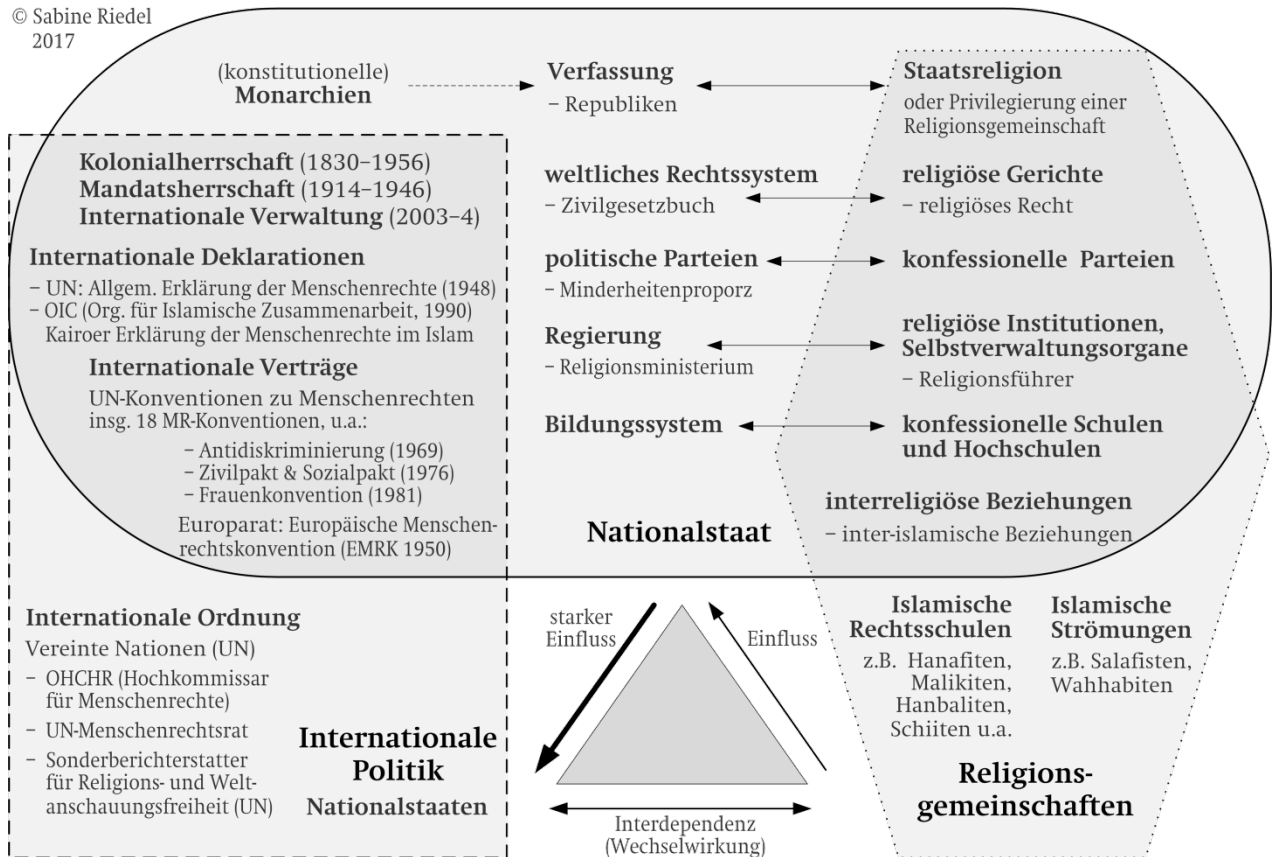 © Sabine Riedel
2017
(konstitutionelle)
Monarchien
Verfassung
– Republiken
Staatsreligion
oder Privilegierung einer
Religionsgemeinschaft
Kolonialherrschaft (1830–1956)
Mandatsherrschaft (1914–1946)
Internationale Verwaltung (2003–4)
weltliches Rechtssystem
– Zivilgesetzbuch
religiöse Gerichte
– religiöses Recht
Internationale Deklarationen
– UN: Allgem. Erklärung der Menschenrechte (1948)
– OIC (Org. für Islamische Zusammenarbeit, 1990)
Kairoer Erklärung der Menschenrechte im Islam
politische Parteien
– Minderheitenproporz
konfessionelle Parteien
Regierung
– Religionsministerium
religiöse Institutionen,
Selbstverwaltungsorgane
– Religionsführer
Internationale Verträge
UN-Konventionen zu Menschenrechten
insg. 18 MR-Konventionen, u.a.:
– Antidiskriminierung (1969)
– Zivilpakt & Sozialpakt (1976)
– Frauenkonvention (1981)
Europarat: Europäische Menschen-
rechtskonvention (EMRK 1950)
Bildungssystem
konfessionelle Schulen
und Hochschulen
interreligiöse Beziehungen
– inter-islamische Beziehungen
Nationalstaat
Internationale Ordnung
Vereinte Nationen (UN)
– OHCHR (Hochkommissar
für Menschenrechte)
– UN-Menschenrechtsrat
– Sonderberichterstatter
für Religions- und Welt-
anschauungsfreiheit (UN)
Internationale
Politik
Nationalstaaten
starker
Einfluss
Einfluss
Interdependenz
(Wechselwirkung)
Islamische
Rechtsschulen
z.B. Hanafiten,
Malikiten,
Hanbaliten,
Schiiten u.a.
Islamische
Strömungen
z.B. Salafisten,
Wahhabiten
Religions-
gemeinschaften